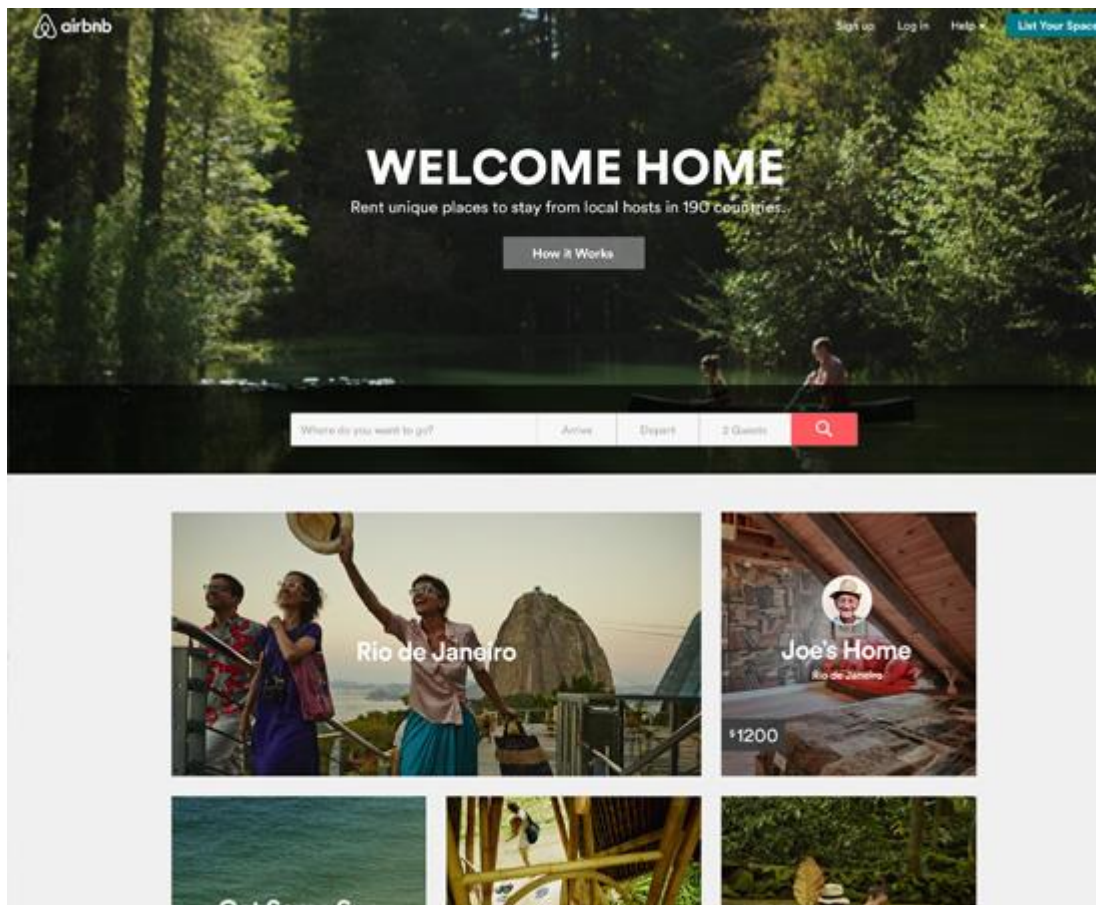 airbnb
Sign up Log in Help List Your Space
WELCOME HOME
Rent unique places to stay from local hosts in 190 countries.
How it Works
Where do you want to go? Arrive Depart 2 Guests
Rio de Janeiro
Joe's Home
Rio de Janeiro
$1200